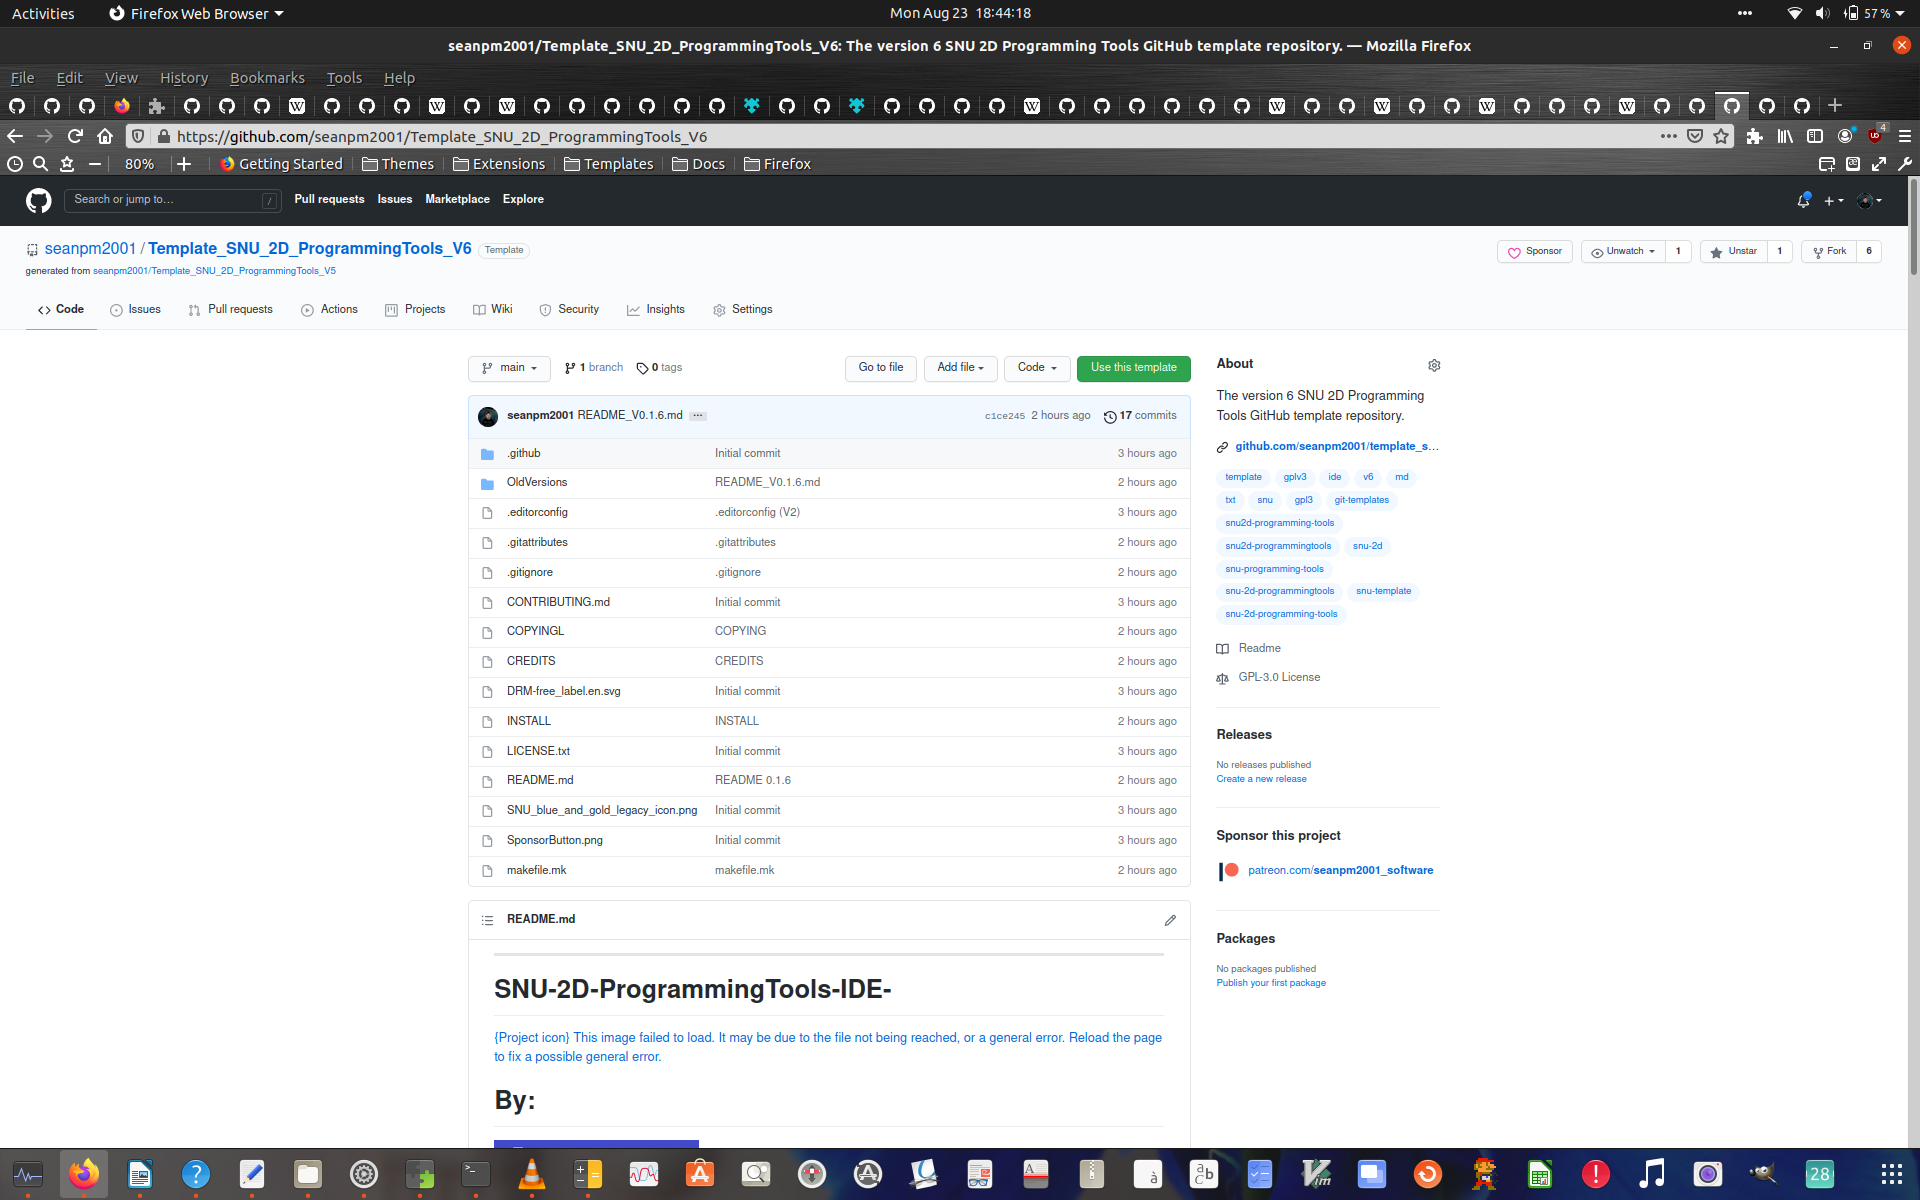 Activities Firefox Web Browser Mon Aug 23 18:44:18 57 %
seanpm2001/Template_SNU_2D_ProgrammingTools_V6: The version 6 SNU 2D Programming Tools GitHub template repository. — Mozilla Firefox
File Edit View History Bookmarks Tools Help
https://github.com/seanpm2001/Template_SNU_2D_ProgrammingTools_V6 4
80% Getting Started Themes Extensions Templates Docs Firefox
Search or jump to… / Pull requests Issues Marketplace Explore
seanpm2001 / Template_SNU_2D_ProgrammingTools_V6 Template Sponsor Unwatch 1 Unstar 1 Fork 6
generated from seanpm2001/Template_SNU_2D_ProgrammingTools_V5
Code Issues Pull requests Actions Projects Wiki Security Insights Settings
main 1 branch 0 tags Go to file Add file Code Use this template
seanpm2001 README_V0.1.6.md ... c1ce245 2 hours ago 17 commits
.github Initial commit 3 hours ago
OldVersions README_V0.1.6.md 2 hours ago
.editorconfig .editorconfig (V2) 3 hours ago
.gitattributes .gitattributes 2 hours ago
.gitignore .gitignore 2 hours ago
CONTRIBUTING.md Initial commit 3 hours ago
COPYINGL COPYING 2 hours ago
CREDITS CREDITS 2 hours ago
DRM-free_label.en.svg Initial commit 3 hours ago
INSTALL INSTALL 2 hours ago
LICENSE.txt Initial commit 3 hours ago
README.md README 0.1.6 2 hours ago
SNU_blue_and_gold_legacy_icon.png Initial commit 3 hours ago
SponsorButton.png Initial commit 3 hours ago
makefile.mk makefile.mk 2 hours ago
README.md
SNU-2D-ProgrammingTools-IDE-
{Project icon} This image failed to load. It may be due to the file not being reached, or a general error. Reload the page
to fix a possible general error.
By:
About
The version 6 SNU 2D Programming
Tools GitHub template repository.
github.com/seanpm2001/template_s...
template gplv3 ide v6 md
txt snu gpl3 git-templates
snu2d-programming-tools
snu2d-programmingtools snu-2d
snu-programming-tools
snu-2d-programmingtools snu-template
snu-2d-programming-tools
Readme
GPL-3.0 License
Releases
No releases published
Create a new release
Sponsor this project
patreon.com/seanpm2001_software
Packages
No packages published
Publish your first package
28